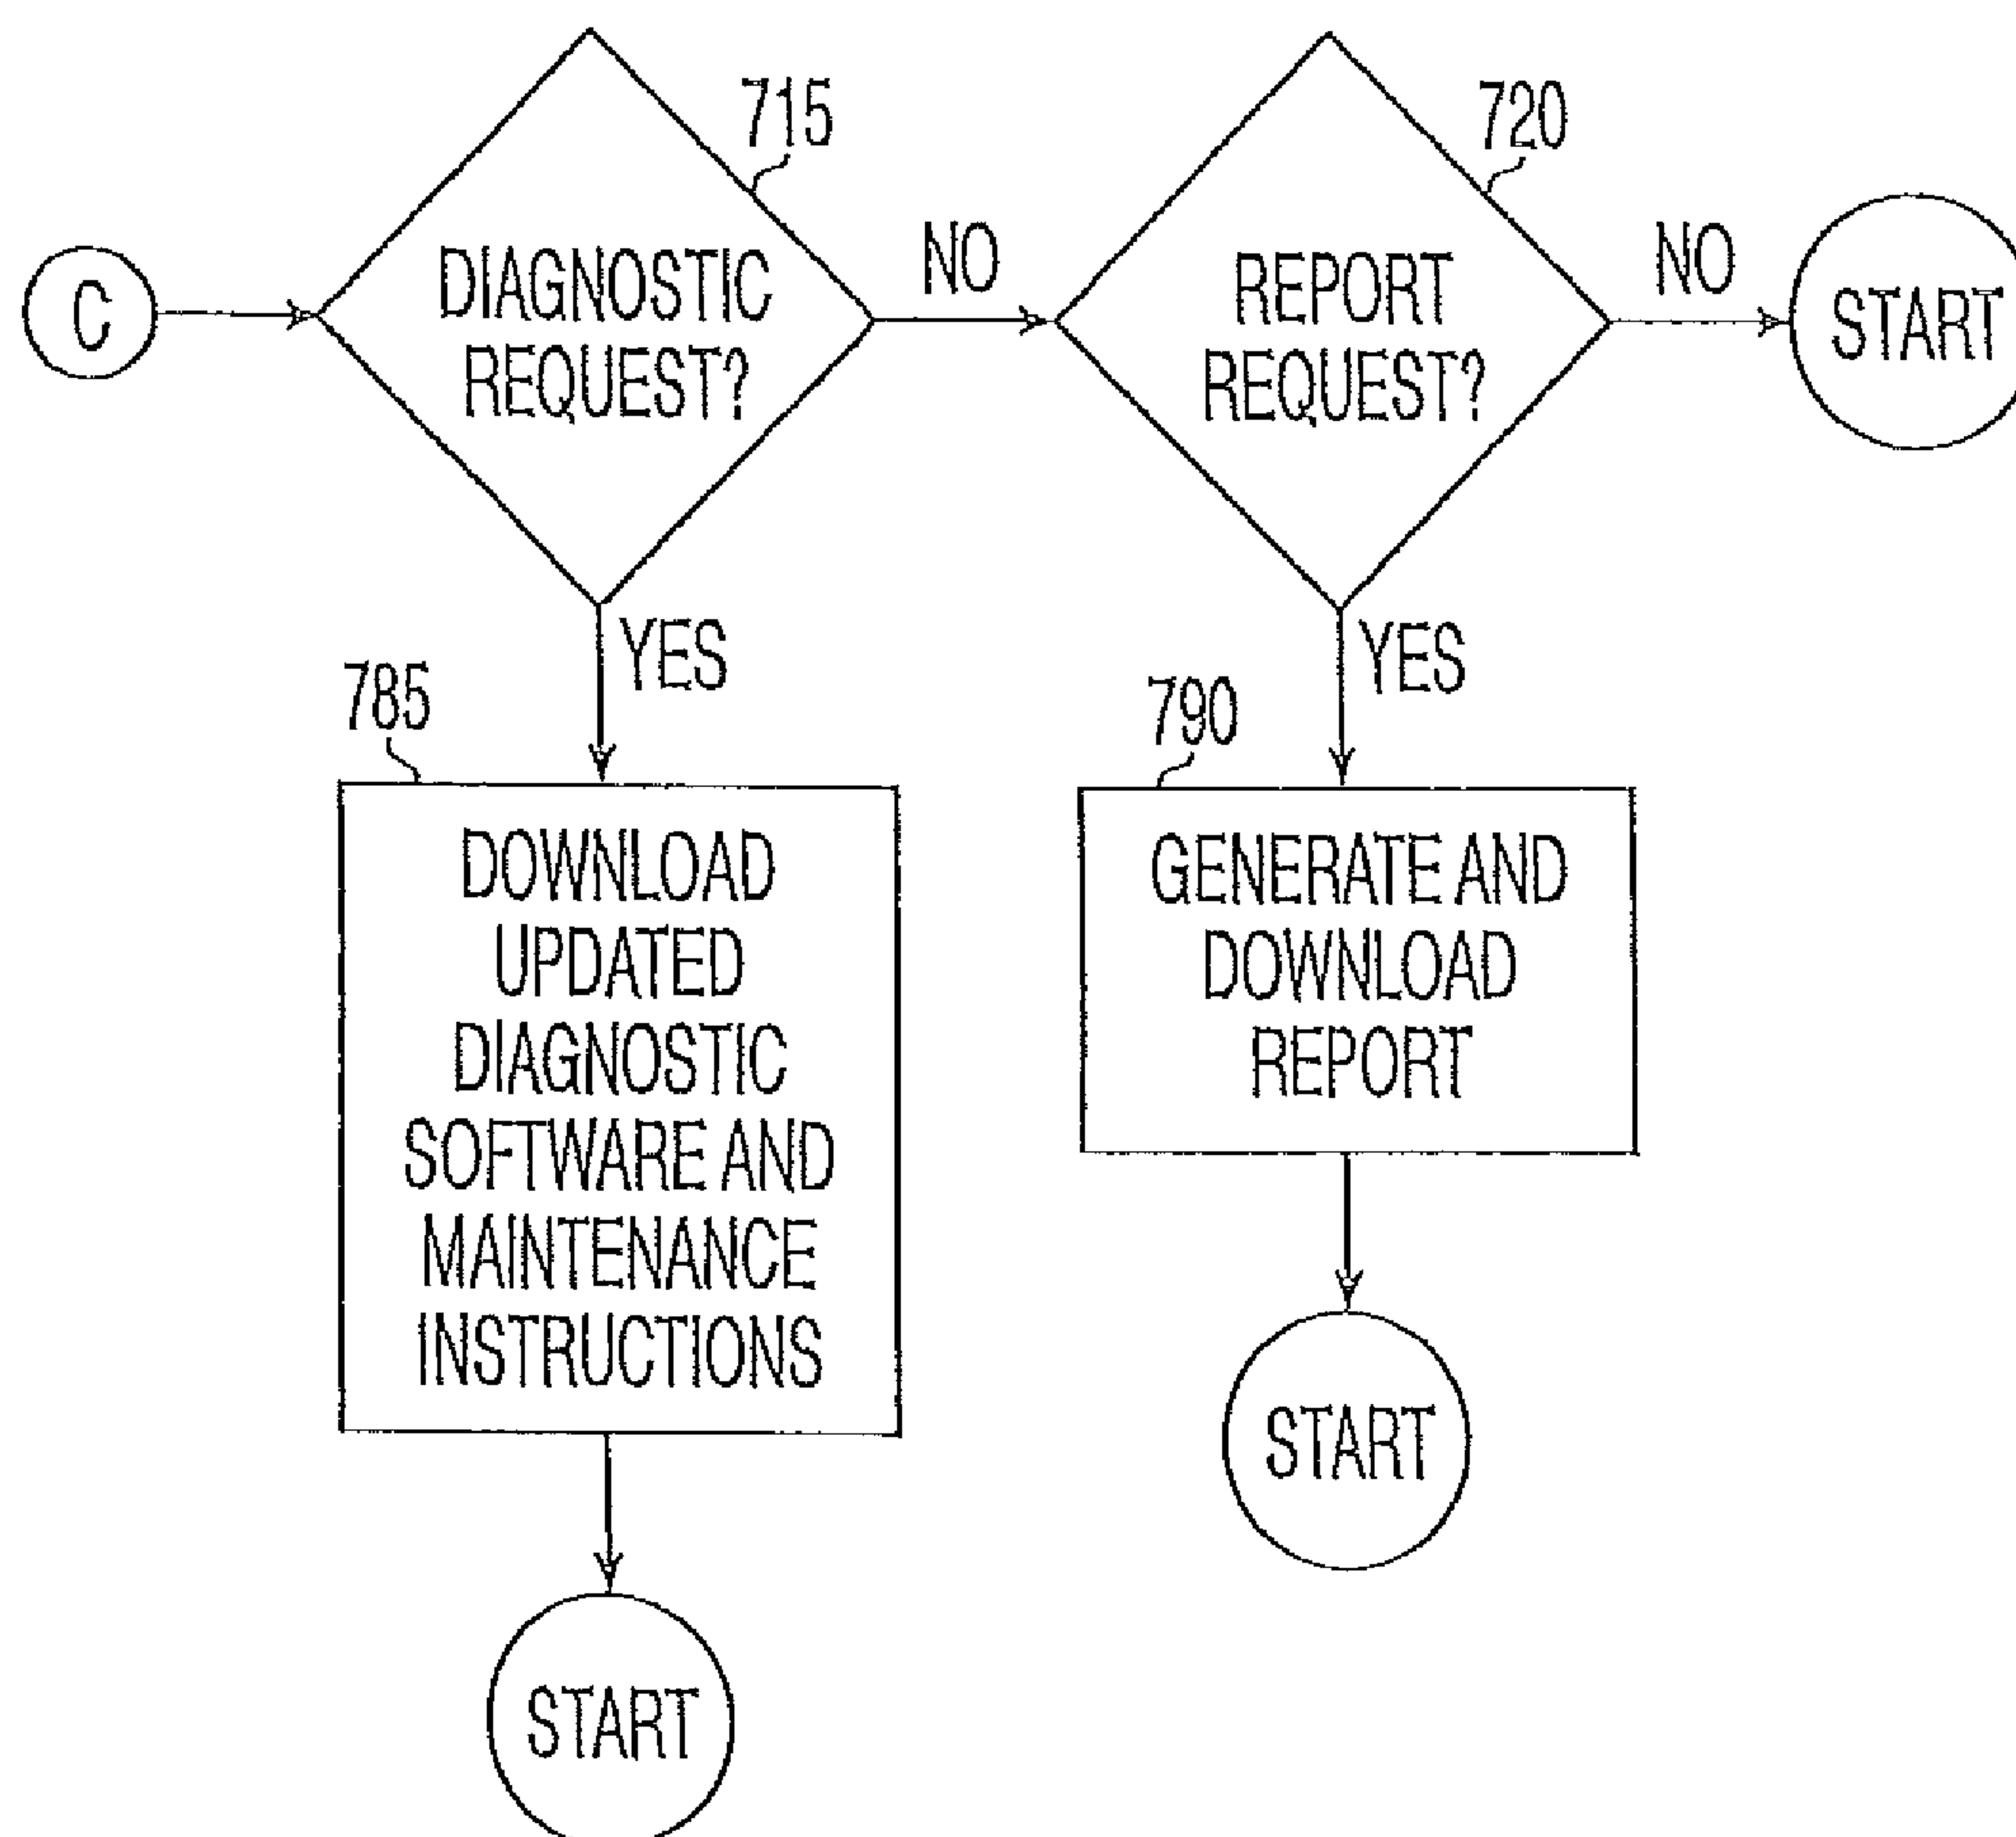 715
720
C
DIAGNOSTIC
REQUEST?
NO
REPORT
REQUEST?
NO
START
YES
YES
785
790
DOWNLOAD
UPDATED
DIAGNOSTIC
SOFTWARE AND
MAINTENANCE
INSTRUCTIONS
GENERATE AND
DOWNLOAD
REPORT
START
START